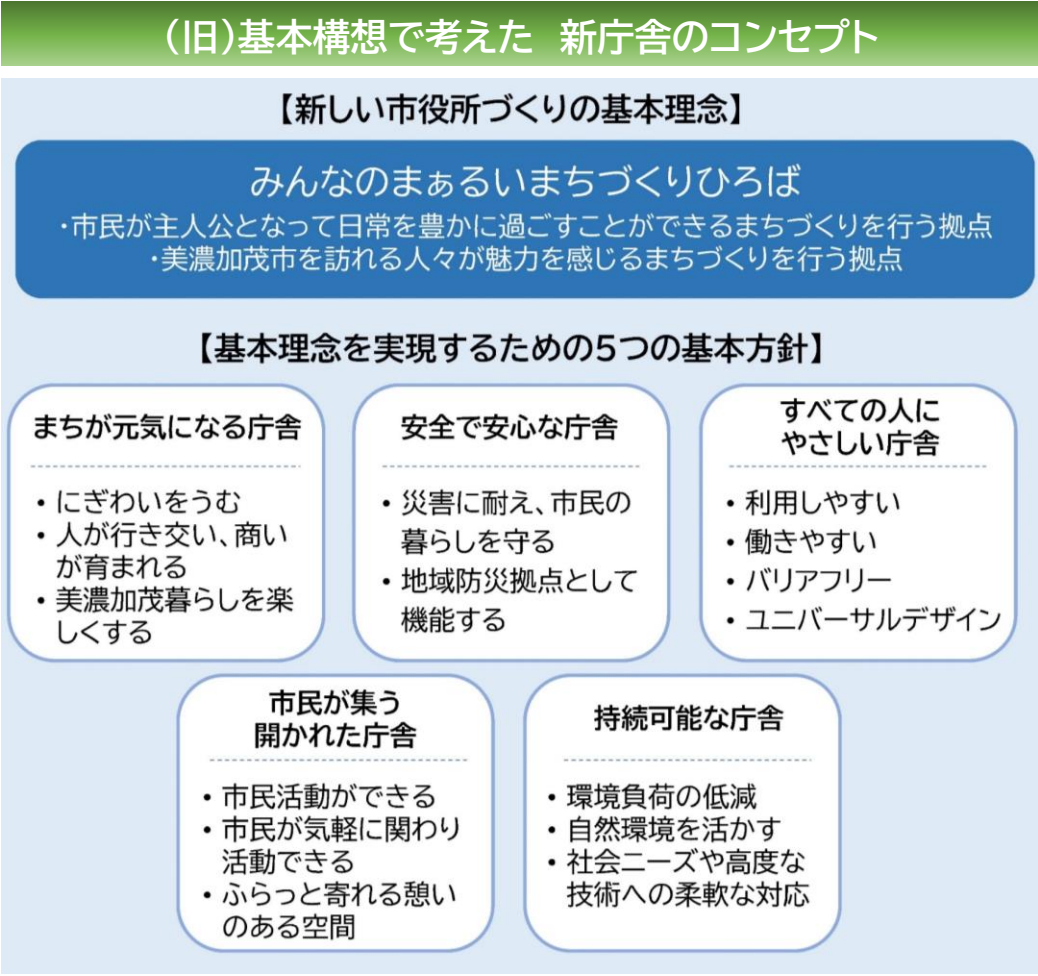 （旧）基本構想で考えた　新庁舎のコンセプト
【新しい市役所づくりの基本理念】
みんなのまぁるいまちづくりひろば
・市民が主人公となって日常を豊かに過ごすことができるまちづくりを行う拠点
・美濃加茂市を訪れる人々が魅力を感じるまちづくりを行う拠点
【基本理念を実現するための5つの基本方針】
まちが元気になる庁舎
• にぎわいをうむ
• 人が行き交い、商い
が育まれる
• 美濃加茂暮らしを楽
しくする
安全で安心な庁舎
• 災害に耐え、市民の
暮らしを守る
• 地域防災拠点として
機能する
すべての人に
やさしい庁舎
• 利用しやすい
• 働きやすい
• バリアフリー
• ユニバーサルデザイン
市民が集う
開かれた庁舎
• 市民活動ができる
• 市民が気軽に関わり
活動できる
• ふらっと寄れる憩い
のある空間
持続可能な庁舎
• 環境負荷の低減
• 自然環境を活かす
• 社会ニーズや高度な
技術への柔軟な対応